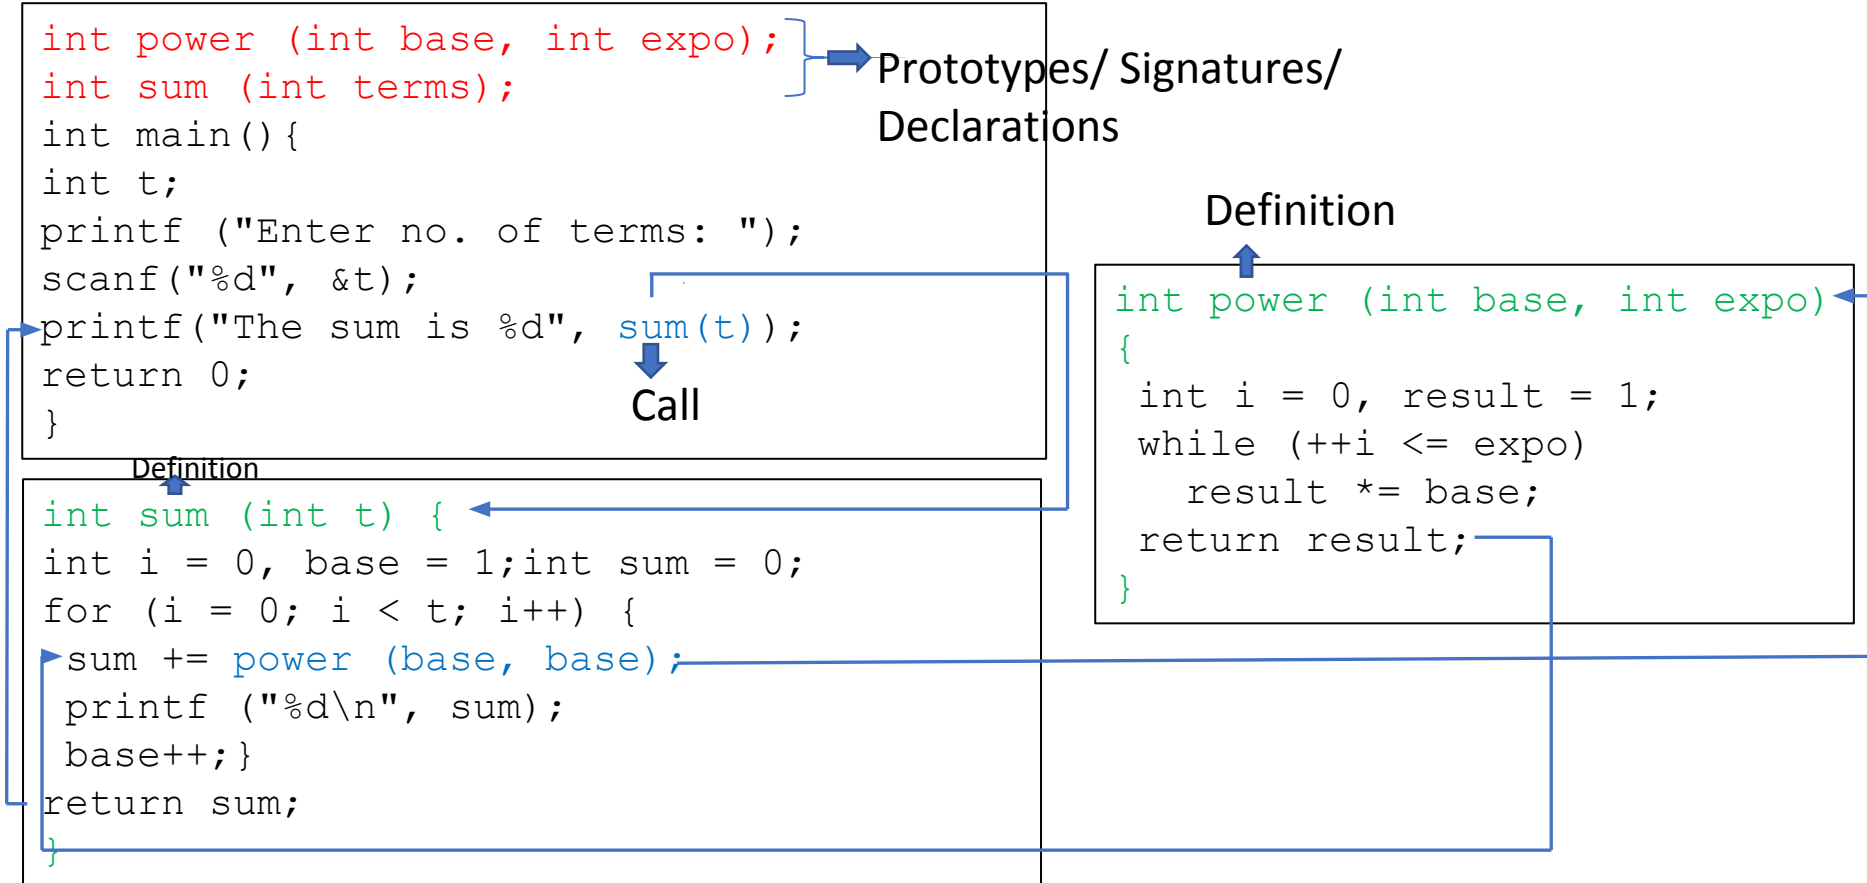 int power (int base, int expo);
int sum (int terms);
Prototypes/ Signatures/
Declarations
int main(){
int t;
printf ("Enter no. of terms: ");
scanf("%d", &t);
printf("The sum is %d", sum(t));
return 0;
}
Call
Definition
int sum (int t) {
int i = 0, base = 1;int sum = 0;
for (i = 0; i < t; i++) {
sum += power (base, base);
printf ("%d\n", sum);
base++;}
return sum;
}
Definition
int power (int base, int expo)
{
int i = 0, result = 1;
while (++i <= expo)
result *= base;
return result;
}